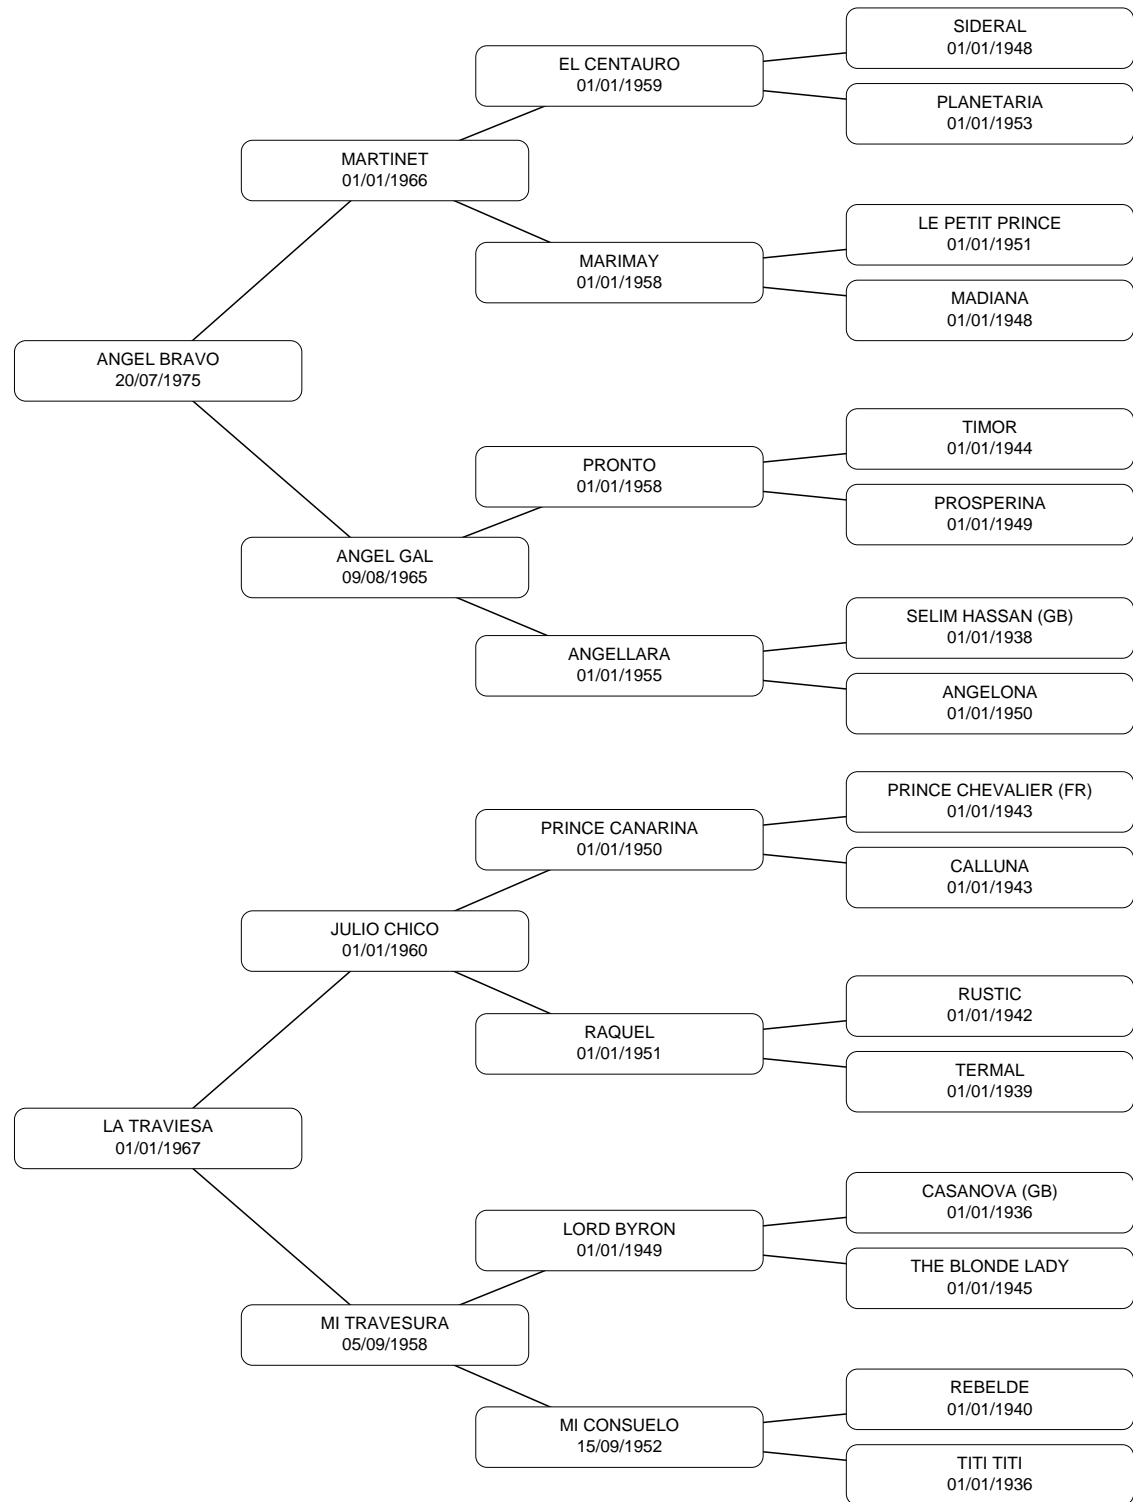 SIDERAL
01/01/1948
EL CENTAURO
01/01/1959
PLANETARIA
01/01/1953
MARTINET
01/01/1966
LE PETIT PRINCE
01/01/1951
MARIMAY
01/01/1958
MADIANA
01/01/1948
ANGEL BRAVO
20/07/1975
TIMOR
01/01/1944
PRONTO
01/01/1958
PROSPERINA
01/01/1949
ANGEL GAL
09/08/1965
SELIM HASSAN (GB)
01/01/1938
ANGELLARA
01/01/1955
ANGELONA
01/01/1950
PRINCE CHEVALIER (FR)
01/01/1943
PRINCE CANARINA
01/01/1950
CALLUNA
01/01/1943
JULIO CHICO
01/01/1960
RUSTIC
01/01/1942
RAQUEL
01/01/1951
TERMAL
01/01/1939
LA TRAVIESA
01/01/1967
CASANOVA (GB)
01/01/1936
LORD BYRON
01/01/1949
THE BLONDE LADY
01/01/1945
MI TRAVESURA
05/09/1958
REBELDE
01/01/1940
MI CONSUELO
15/09/1952
TITI TITI
01/01/1936